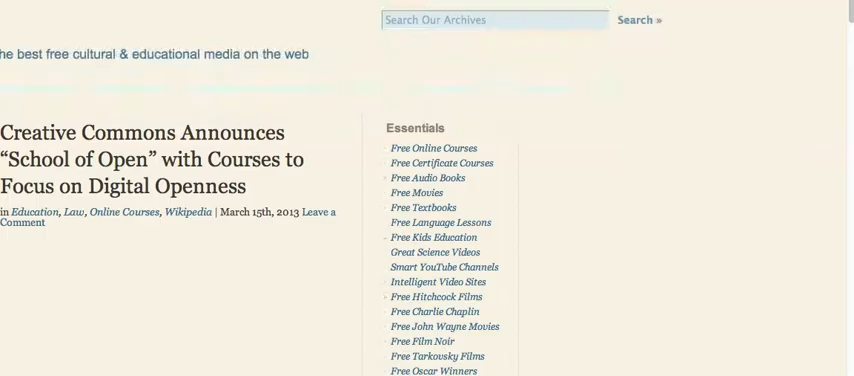 Search Our Archives Search »
he best free cultural & educational media on the web
Creative Commons Announces
“School of Open” with Courses to
Focus on Digital Openness
in Education, Law, Online Courses, Wikipedia | March 15th, 2013 Leave a
Comment
Essentials
Free Online Courses
Free Certificate Courses
Free Audio Books
Free Movies
Free Textbooks
Free Language Lessons
Free Kids Education
Great Science Videos
Smart YouTube Channels
Intelligent Video Sites
Free Hitchcock Films
Free Charlie Chaplin
Free John Wayne Movies
Free Film Noir
Free Tarkovsky Films
Free Oscar Winners